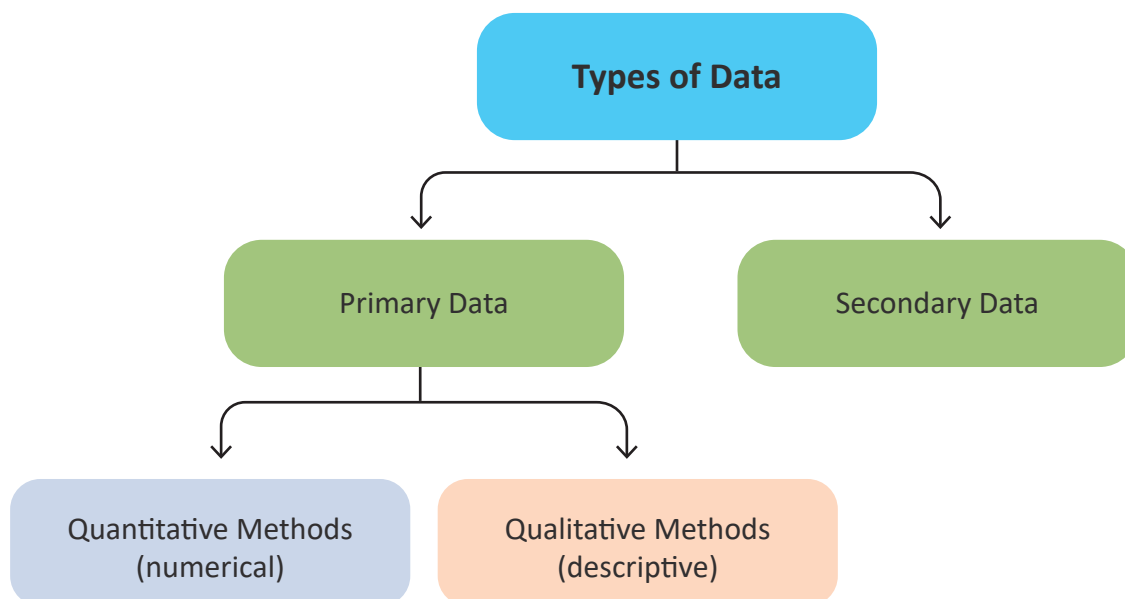 Types of Data
Primary Data
Secondary Data
Quantitative Methods
(numerical)
Qualitative Methods
(descriptive)